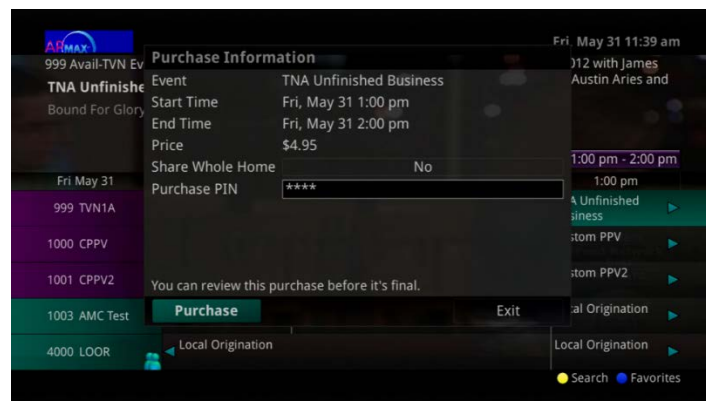 ARMAX
Fri, May 31 11:39 am
999 Avail-TVN Ev
012 with James
Austin Aries and
TNA Unfinishe
Bound For Glory
Purchase Information
Event TNA Unfinished Business
Start Time Fri, May 31 1:00 pm
End Time Fri, May 31 2:00 pm
Price $4.95
Share Whole Home No
Purchase PIN ****
You can review this purchase before it's final.
Purchase Exit
1:00 pm - 2:00 pm
Fri May 31 1:00 pm
999 TVN1A
A Unfinished
siness
1000 CPPV
stom PPV
1001 CPPV2
stom PPV2
1003 AMC Test
cal Origination
4000 LOOR
Local Origination
Local Origination
Search Favorites